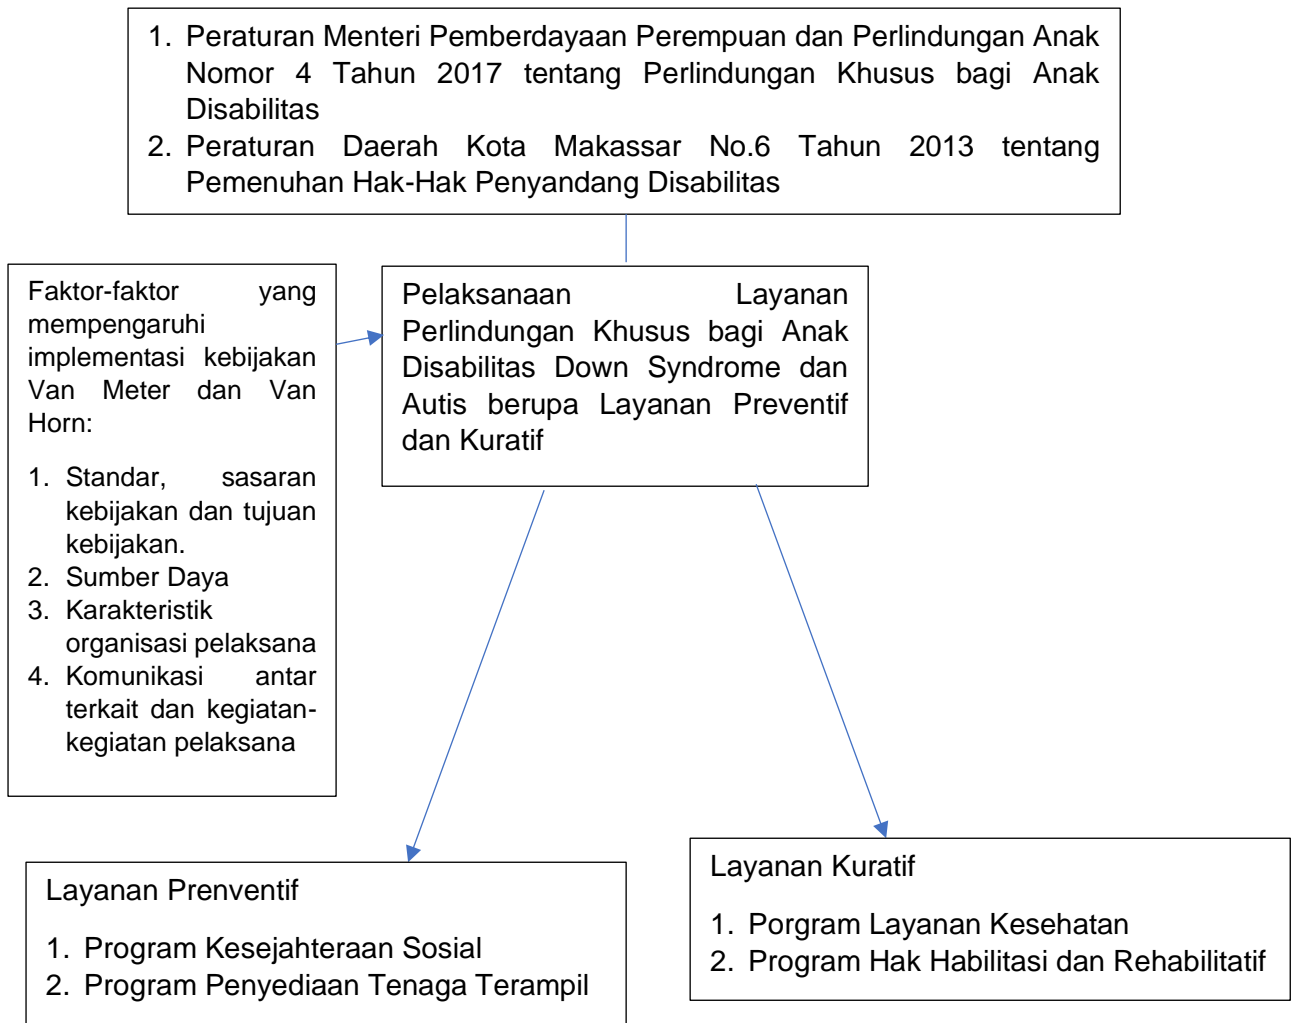 1. Peraturan Menteri Pemberdayaan Perempuan dan Perlindungan Anak
Nomor 4 Tahun 2017 tentang Perlindungan Khusus bagi Anak
Disabilitas
2. Peraturan Daerah Kota Makassar No.6 Tahun 2013 tentang
Pemenuhan Hak-Hak Penyandang Disabilitas
Faktor-faktor yang
mempengaruhi
implementasi kebijakan
Van Meter dan Van
Horn:
1. Standar, sasaran
kebijakan dan tujuan
kebijakan.
2. Sumber Daya
3. Karakteristik
organisasi pelaksana
4. Komunikasi antar
terkait dan kegiatan-
kegiatan pelaksana
Pelaksanaan Layanan
Perlindungan Khusus bagi Anak
Disabilitas Down Syndrome dan
Autis berupa Layanan Preventif
dan Kuratif
Layanan Prenventif
1. Program Kesejahteraan Sosial
2. Program Penyediaan Tenaga Terampil
Layanan Kuratif
1. Porgram Layanan Kesehatan
2. Program Hak Habilitasi dan Rehabilitatif